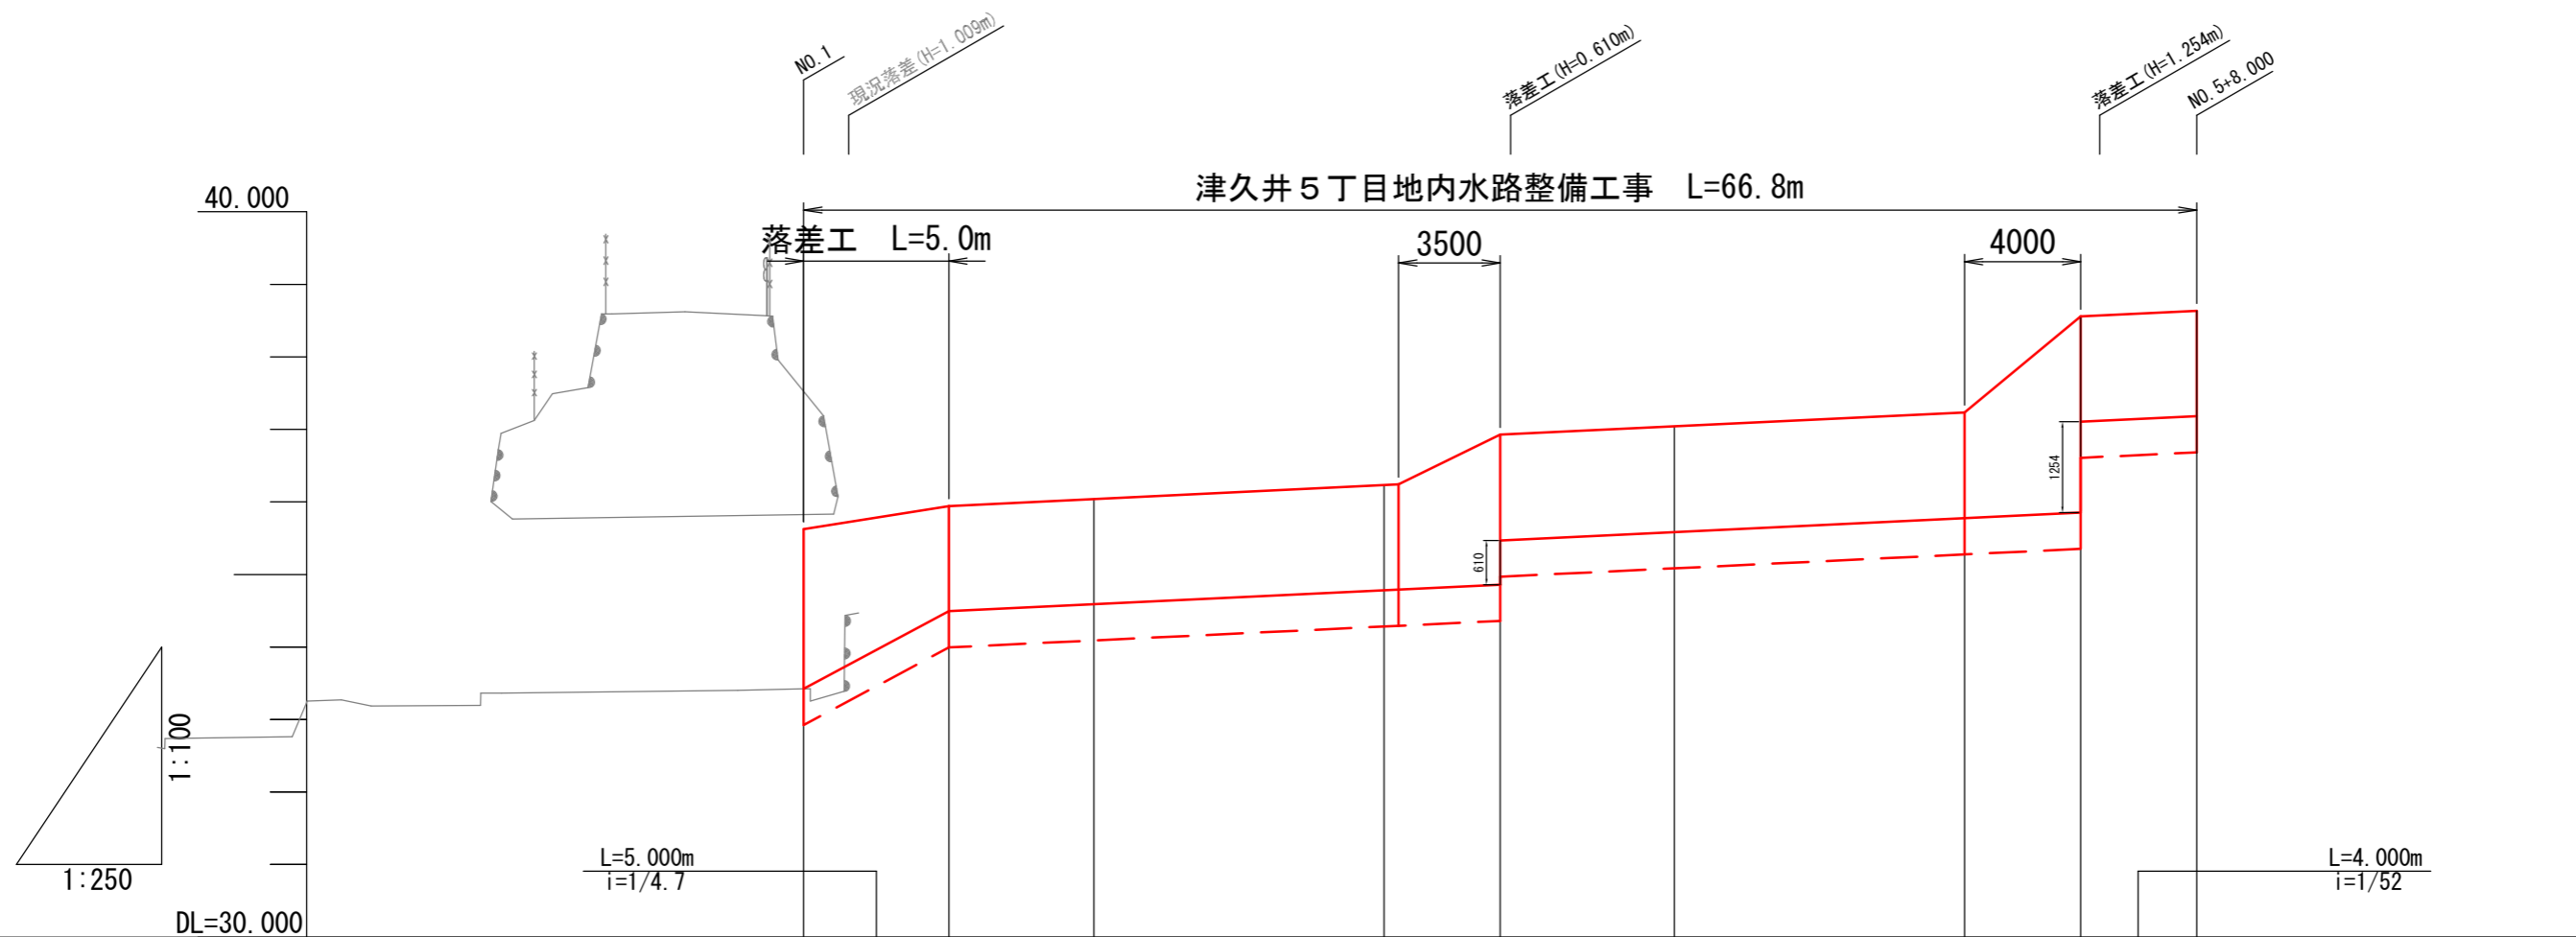 NO.1
現況落差(H=1.009m)
落差工(H=0.610m)
落差工(H=1.254m)
NO.5+8.000
津久井５丁目地内水路整備工事　L=66.8m
40.000
落差工　L=5.0m
3500
4000
1254
610
1:100
1:250
L=5.000m
i=1/4.7
L=4.000m
i=1/52
DL=30.000